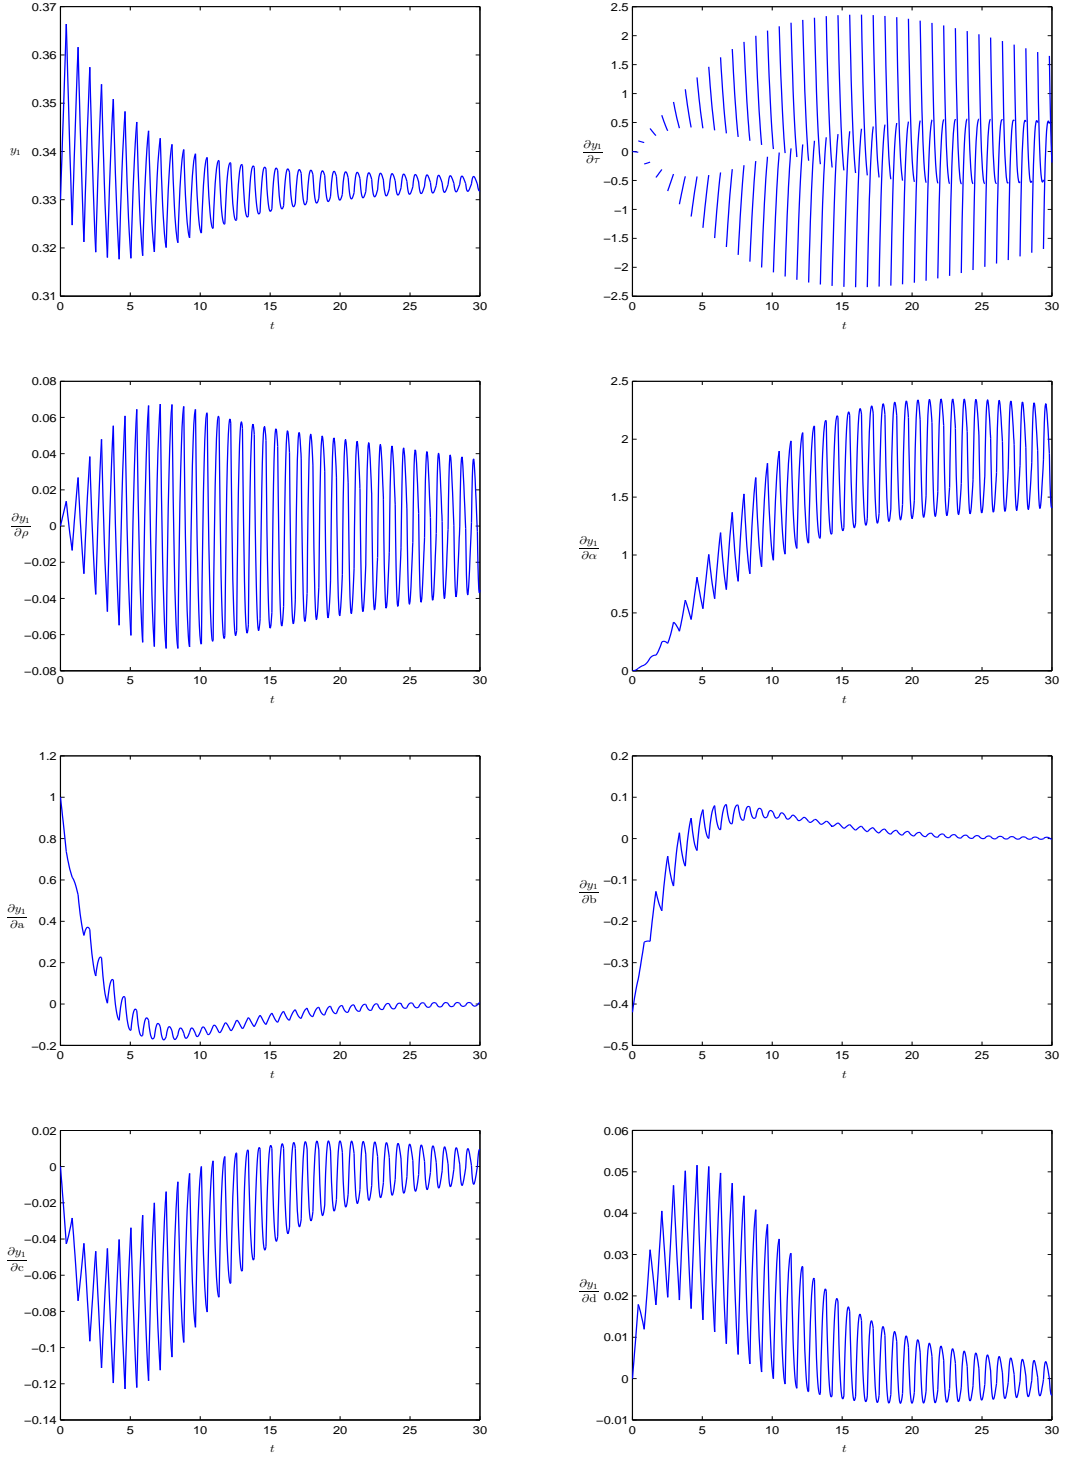 0.37
0.36
0.35
0.34
0.33
0.32
0.31
y₁
0 5 10 15 20 25 30
t
2.5
2
1.5
1
0.5
0
−0.5
−1
−1.5
−2
−2.5
∂y₁
∂τ
0 5 10 15 20 25 30
t
0.08
0.06
0.04
0.02
0
−0.02
−0.04
−0.06
−0.08
∂y₁
∂ρ
0 5 10 15 20 25 30
t
2.5
2
1.5
1
0.5
0
∂y₁
∂α
0 5 10 15 20 25 30
t
1.2
1
0.8
0.6
0.4
0.2
0
−0.2
∂y₁
∂a
0 5 10 15 20 25 30
t
0.2
0.1
0
−0.1
−0.2
−0.3
−0.4
−0.5
∂y₁
∂b
0 5 10 15 20 25 30
t
0.02
0
−0.02
−0.04
−0.06
−0.08
−0.1
−0.12
−0.14
∂y₁
∂c
0 5 10 15 20 25 30
t
0.06
0.05
0.04
0.03
0.02
0.01
0
−0.01
∂y₁
∂d
0 5 10 15 20 25 30
t